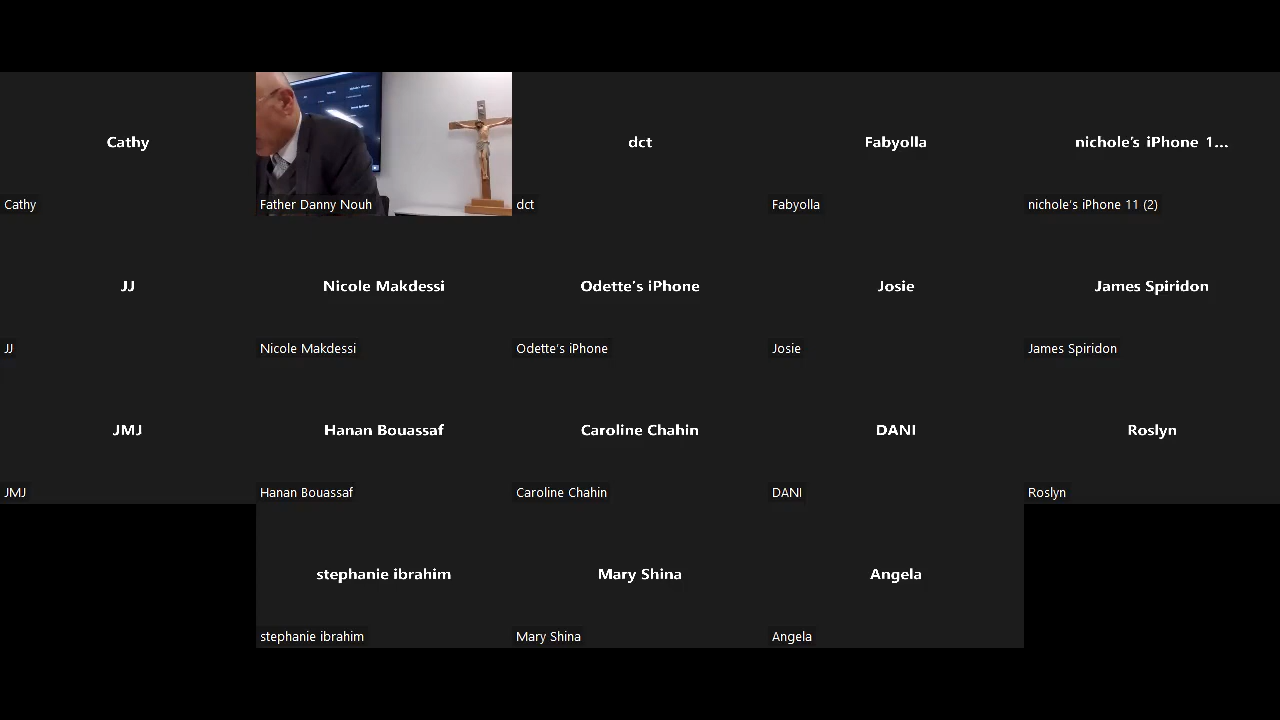 Cathy
dct
Fabyolla
nichole's iPhone 1...
Cathy
Father Danny Nouh
dct
Fabyolla
nichole's iPhone 11 (2)
JJ
Nicole Makdessi
Odette's iPhone
Josie
James Spiridon
JJ
Nicole Makdessi
Odette's iPhone
Josie
James Spiridon
JMJ
Hanan Bouassaf
Caroline Chahin
DANI
Roslyn
JMJ
Hanan Bouassaf
Caroline Chahin
DANI
Roslyn
stephanie ibrahim
Mary Shina
Angela
stephanie ibrahim
Mary Shina
Angela